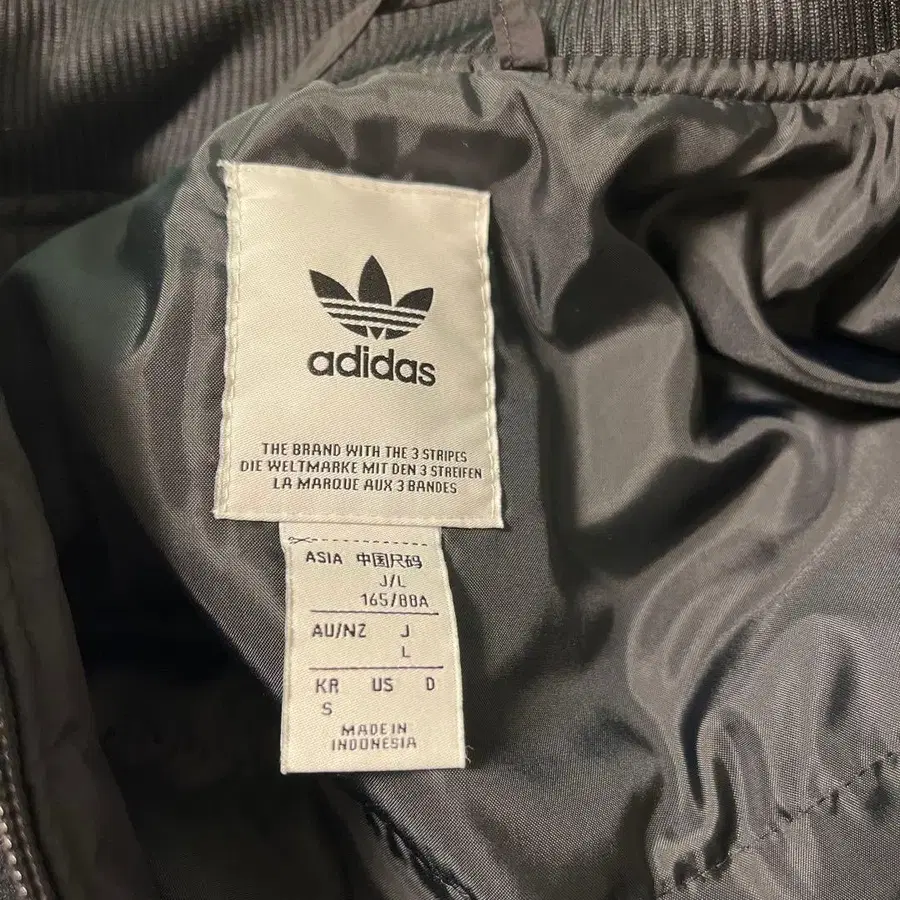 adidas
THE BRAND WITH THE 3 STRIPES
DIE WELTMARKE MIT DEN 3 STREIFEN
LA MARQUE AUX 3 BANDES
ASIA 中国尺码
J/L
165/88A
AU/NZ J
L
KR US D
S
MADE IN
INDONESIA